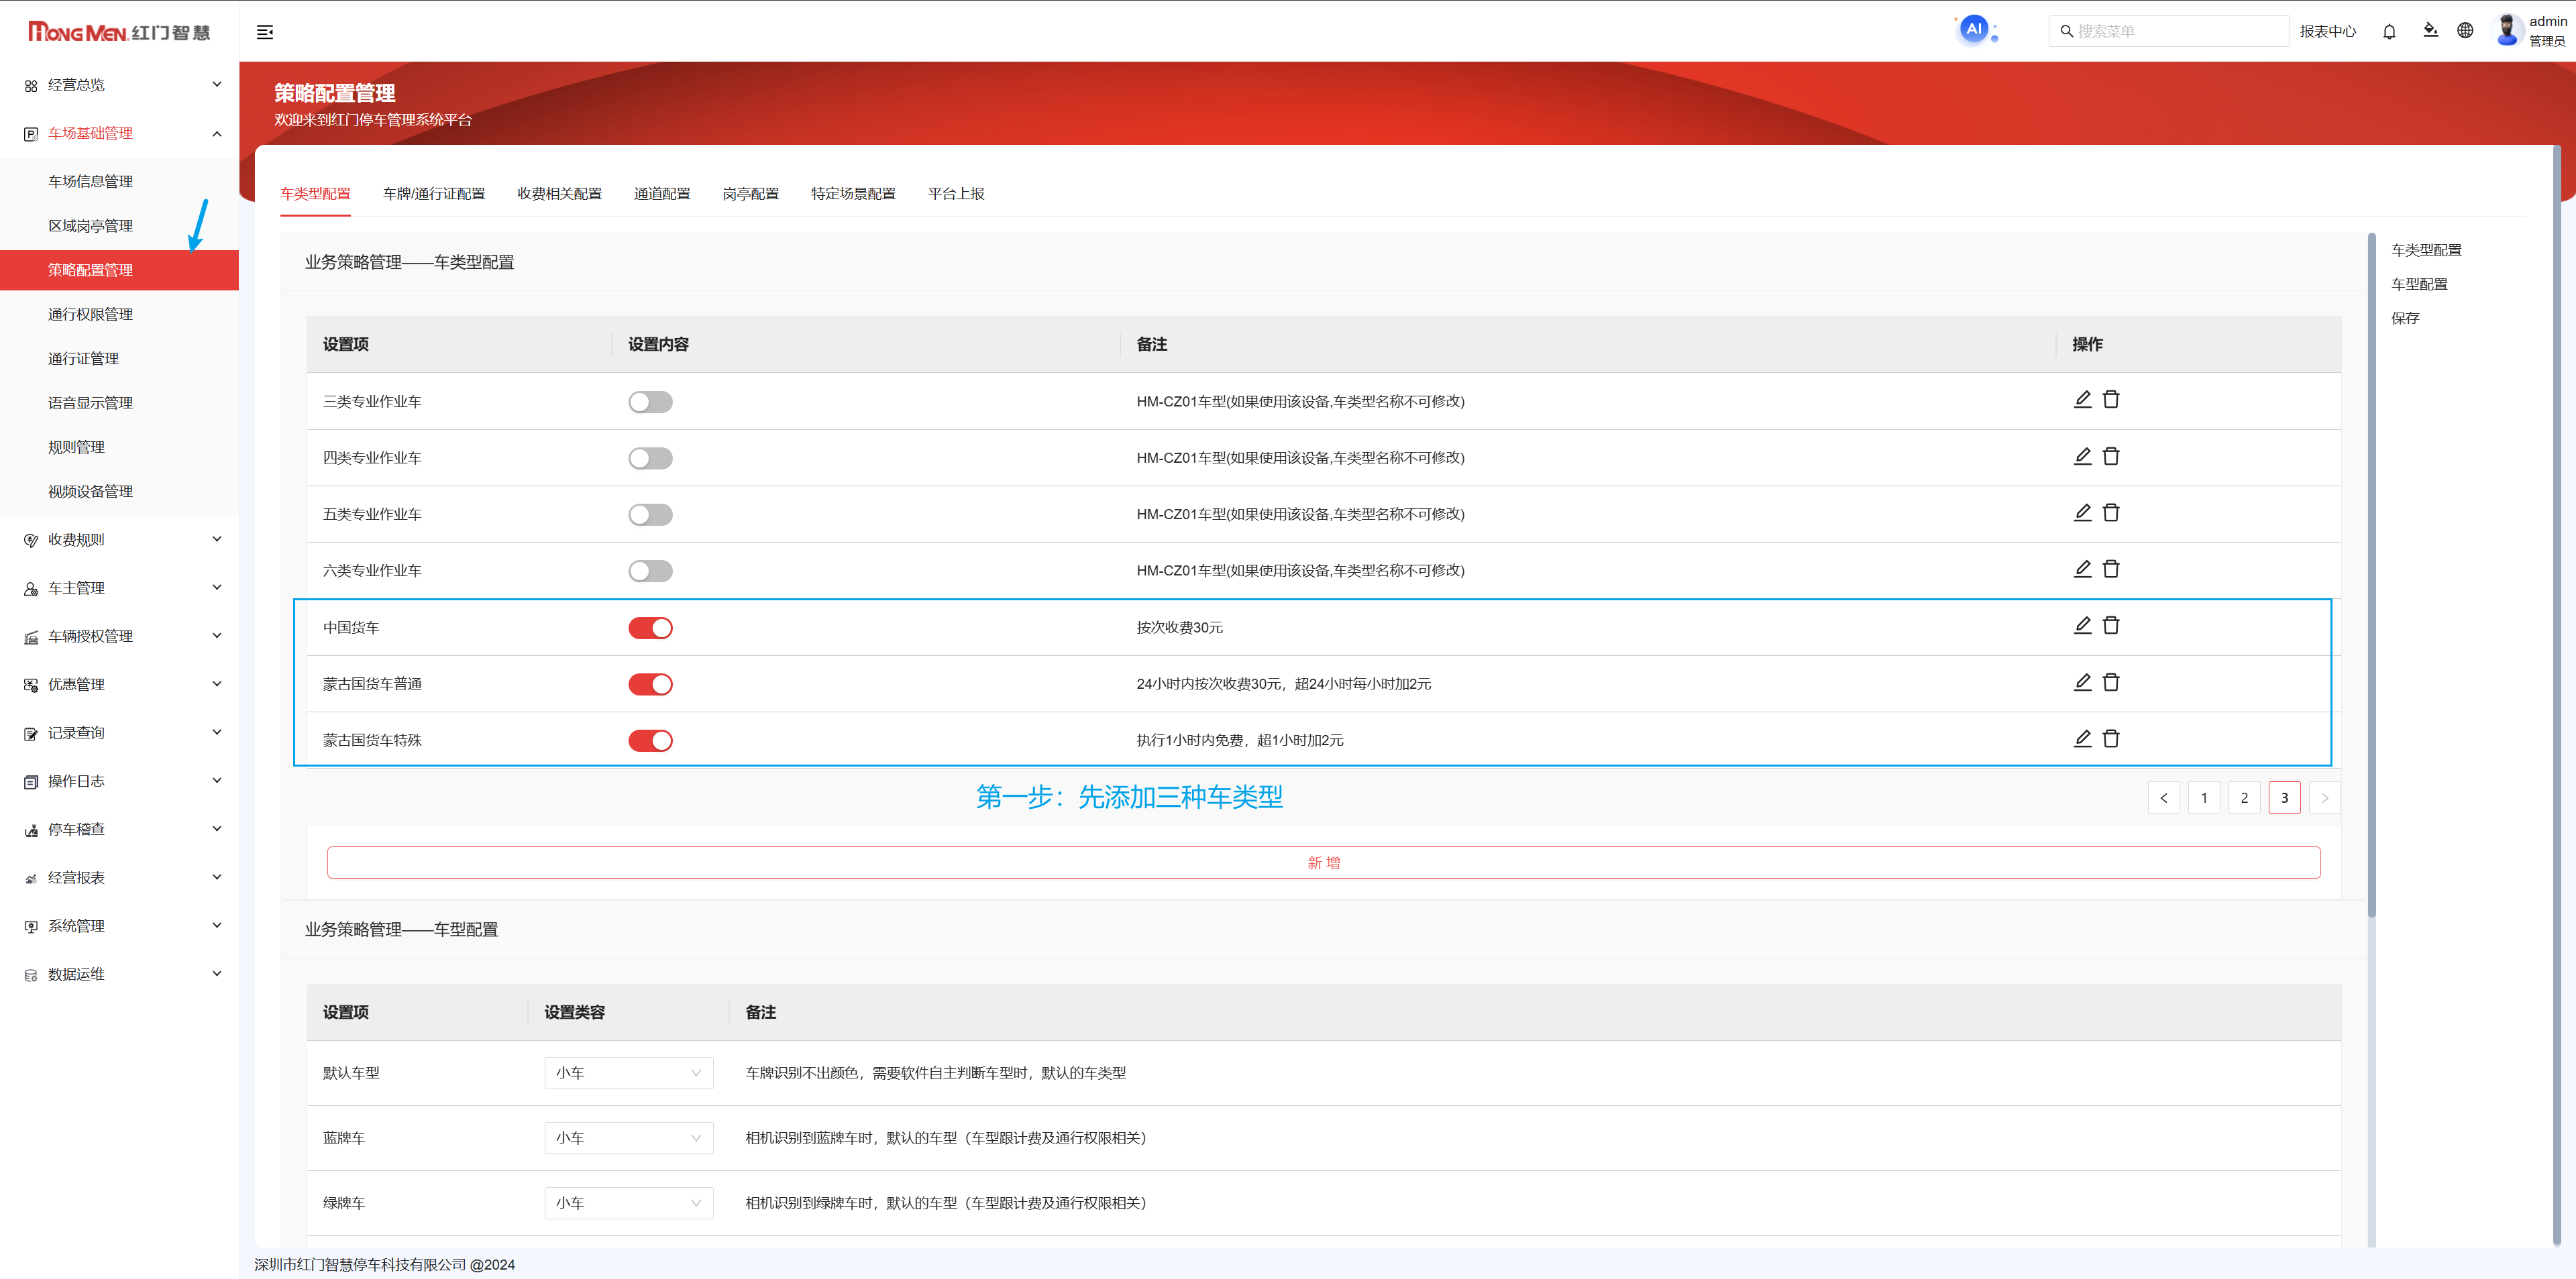 HONGMEN 红门智慧
AI
搜索菜单
报表中心
admin
管理员
经营总览
车场基础管理
车场信息管理
区域岗亭管理
策略配置管理
通行权限管理
通行证管理
语音显示管理
规则管理
视频设备管理
收费规则
车主管理
车辆授权管理
优惠管理
记录查询
操作日志
停车稽查
经营报表
系统管理
数据运维
策略配置管理
欢迎来到红门停车管理系统平台
车类型配置 车牌/通行证配置 收费相关配置 通道配置 岗亭配置 特定场景配置 平台上报
业务策略管理——车类型配置
设置项 设置内容 备注 操作
三类专业作业车 HM-CZ01车型(如果使用该设备,车类型名称不可修改)
四类专业作业车 HM-CZ01车型(如果使用该设备,车类型名称不可修改)
五类专业作业车 HM-CZ01车型(如果使用该设备,车类型名称不可修改)
六类专业作业车 HM-CZ01车型(如果使用该设备,车类型名称不可修改)
中国货车 按次收费30元
蒙古国货车普通 24小时内按次收费30元，超24小时每小时加2元
蒙古国货车特殊 执行1小时内免费，超1小时加2元
第一步：先添加三种车类型
< 1 2 3 >
新 增
业务策略管理——车型配置
设置项 设置类容 备注
默认车型 小车 车牌识别不出颜色，需要软件自主判断车型时，默认的车类型
蓝牌车 小车 相机识别到蓝牌车时，默认的车型（车型跟计费及通行权限相关）
绿牌车 小车 相机识别到绿牌车时，默认的车型（车型跟计费及通行权限相关）
车类型配置
车型配置
保存
深圳市红门智慧停车科技有限公司 @2024